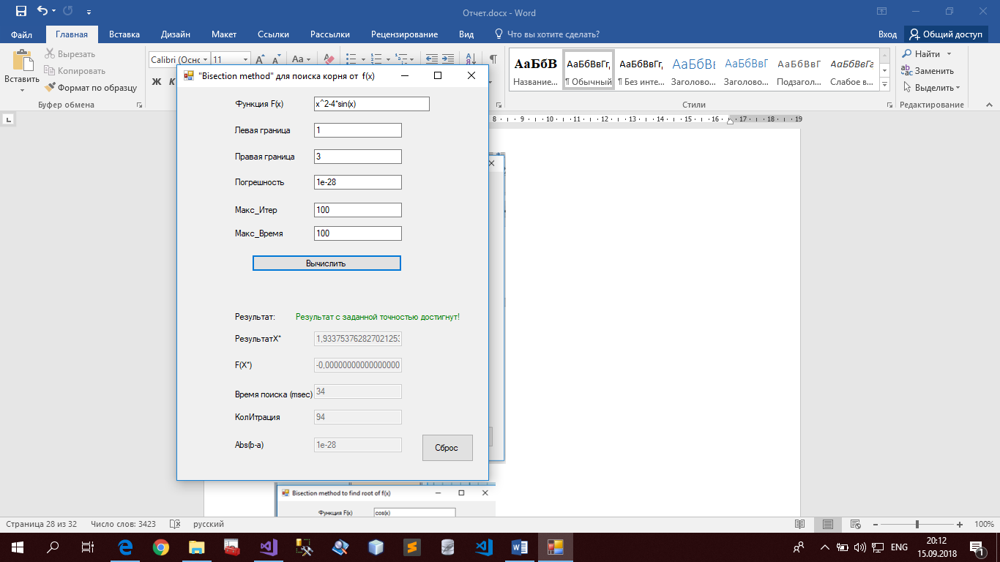 Отчет.docx - Word
Файл Главная Вставка Дизайн Макет Ссылки Рассылки Рецензирование Вид Что вы хотите сделать? Вход Общий доступ
Вставить
Вырезать
Копировать
Формат по образцу
Буфер обмена
Calibri (Оснс 11
Ж К
АаБбВ АаБбВвГг, АаБбВвГг, АаБбВ АаБбВвГ АаБбВвГ АаБбВвГг
Название... ¶ Обычный ¶ Без инте... Заголово... Заголово... Подзагол... Слабое в...
Стили
Найти
Заменить
Выделить
Редактирование
8 9 10 11 12 13 14 15 16 17 18 19
"Bisection method" для поиска корня от f(x)
Функция F(x) x^2-4*sin(x)
Левая граница 1
Правая граница 3
Погрешность 1e-28
Макс_Итер 100
Макс_Время 100
Вычислить
Результат: Результат с заданной точностью достигнут!
РезультатX* 1,933753762827021253
F(X*) -0,00000000000000000
Время поиска (msec) 34
КолИтрация 94
Abs(b-a) 1e-28
Сброс
Bisection method to find root of f(x)
Функция F(x) cos(x)
Страница 28 из 32 Число слов: 3423 русский 100%
ENG
20:12
15.09.2018
1